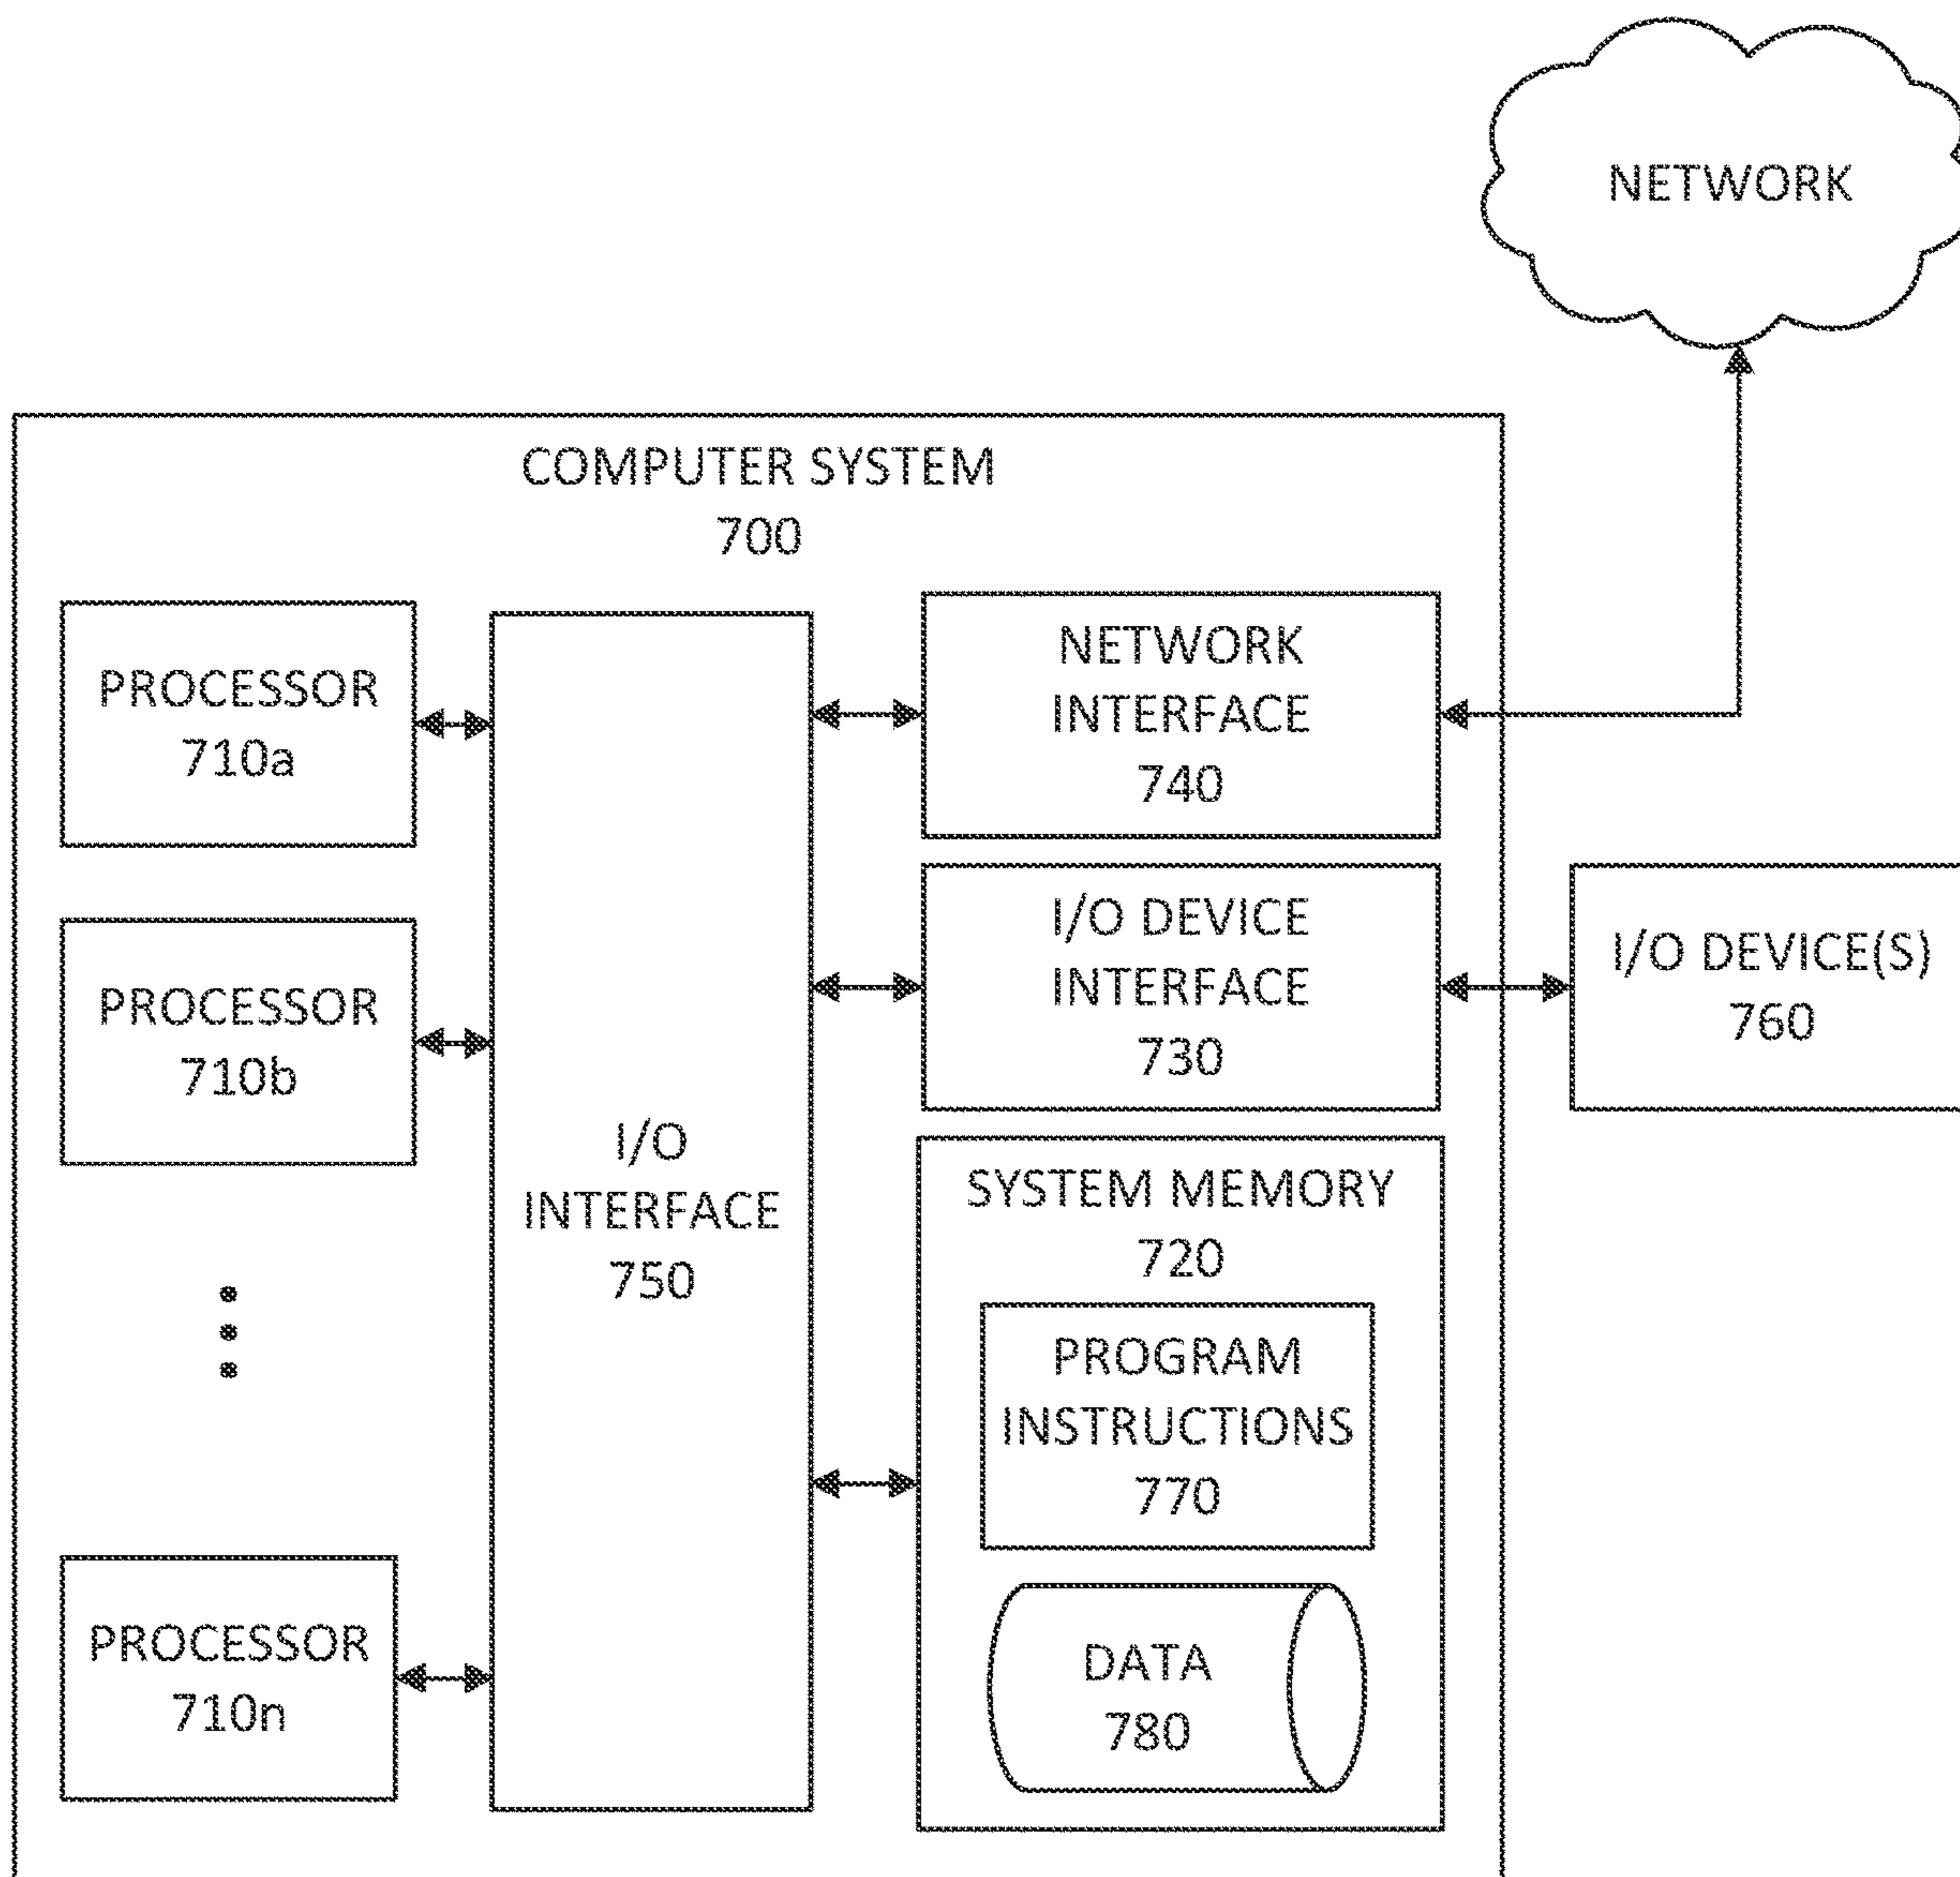 NETWORK
COMPUTER SYSTEM
700
PROCESSOR
710a
PROCESSOR
710b
PROCESSOR
710n
I/O
INTERFACE
750
NETWORK
INTERFACE
740
I/O DEVICE
INTERFACE
730
SYSTEM MEMORY
720
PROGRAM
INSTRUCTIONS
770
DATA
780
I/O DEVICE(S)
760